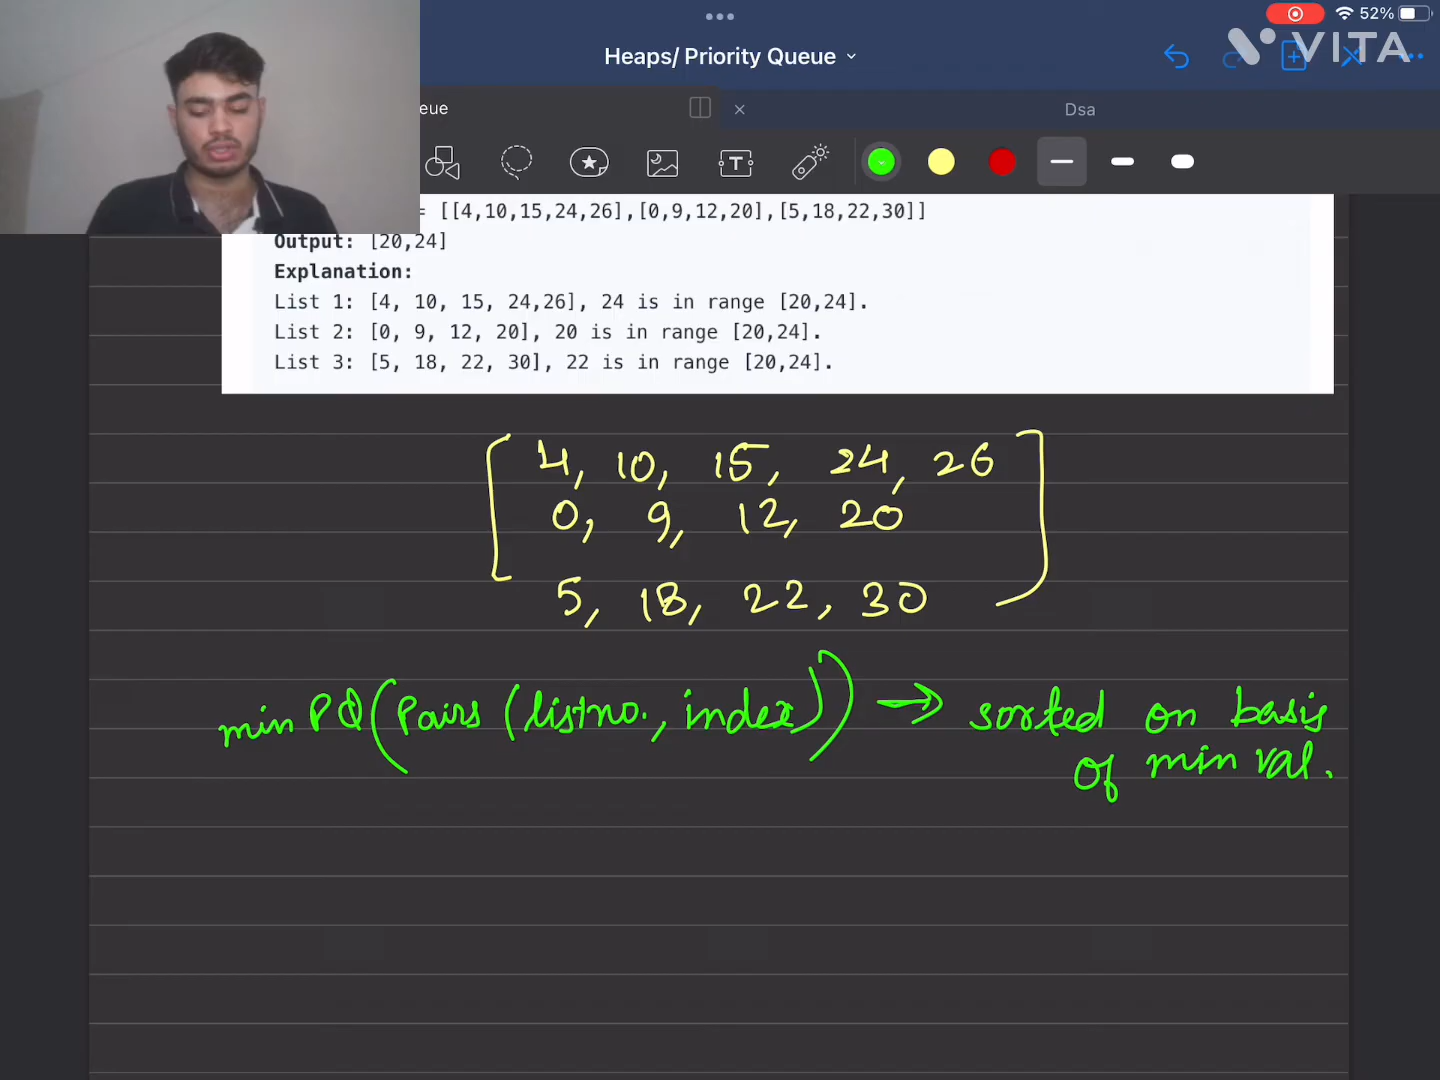 52%
Heaps/ Priority Queue
VITA
eue
Dsa
T
= [[4,10,15,24,26],[0,9,12,20],[5,18,22,30]]
Output: [20,24]
Explanation:
List 1: [4, 10, 15, 24,26], 24 is in range [20,24].
List 2: [0, 9, 12, 20], 20 is in range [20,24].
List 3: [5, 18, 22, 30], 22 is in range [20,24].
[ 4, 10, 15, 24, 26
0, 9, 12, 20
5, 18, 22, 30 ]
min PQ(Pairs (listno., index)) → sorted on basis
of min val.